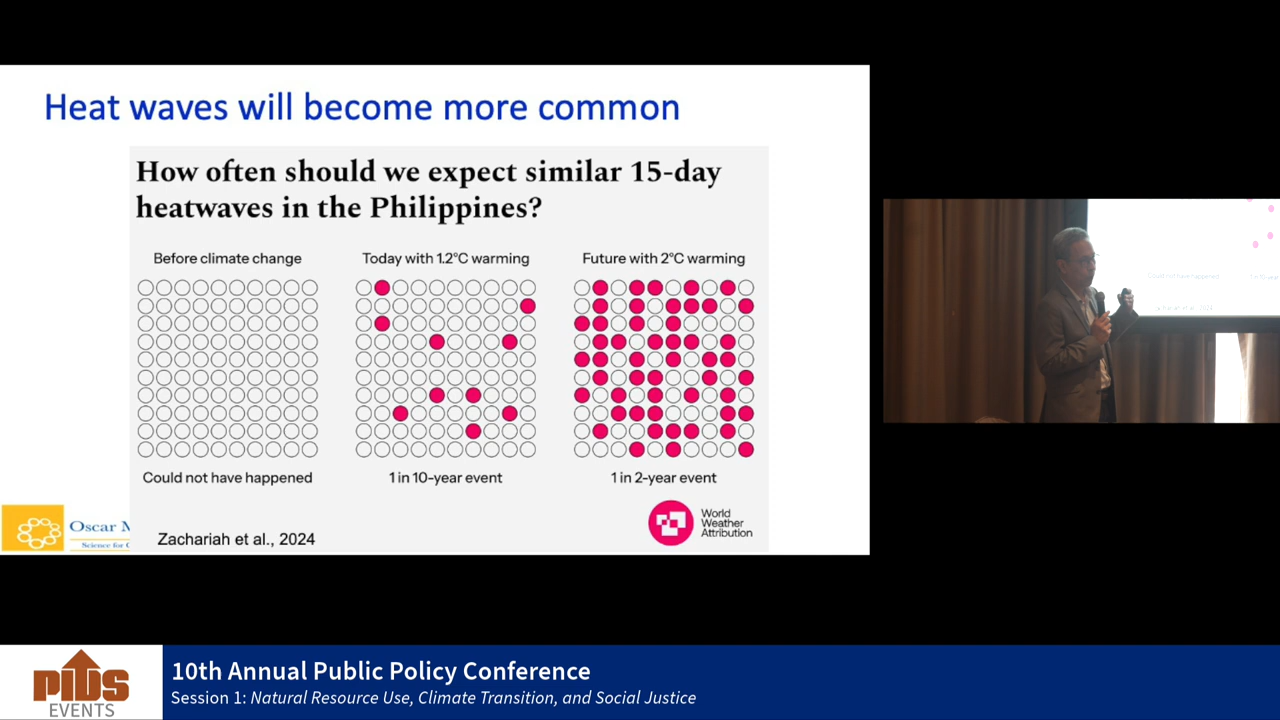 Heat waves will become more common
How often should we expect similar 15-day
heatwaves in the Philippines?
Before climate change
Today with 1.2°C warming
Future with 2°C warming
Could not have happened
1 in 10-year event
1 in 2-year event
Oscar M
Science for
Zachariah et al., 2024
World
Weather
Attribution
PIDS
EVENTS
10th Annual Public Policy Conference
Session 1: Natural Resource Use, Climate Transition, and Social Justice